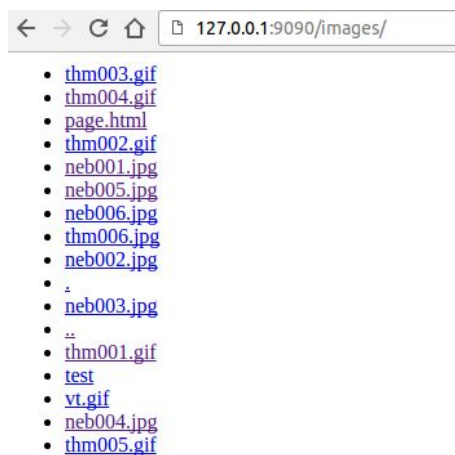 127.0.0.1:9090/images/
thm003.gif
thm004.gif
page.html
thm002.gif
neb001.jpg
neb005.jpg
neb006.jpg
thm006.jpg
neb002.jpg
.
neb003.jpg
..
thm001.gif
test
vt.gif
neb004.jpg
thm005.gif